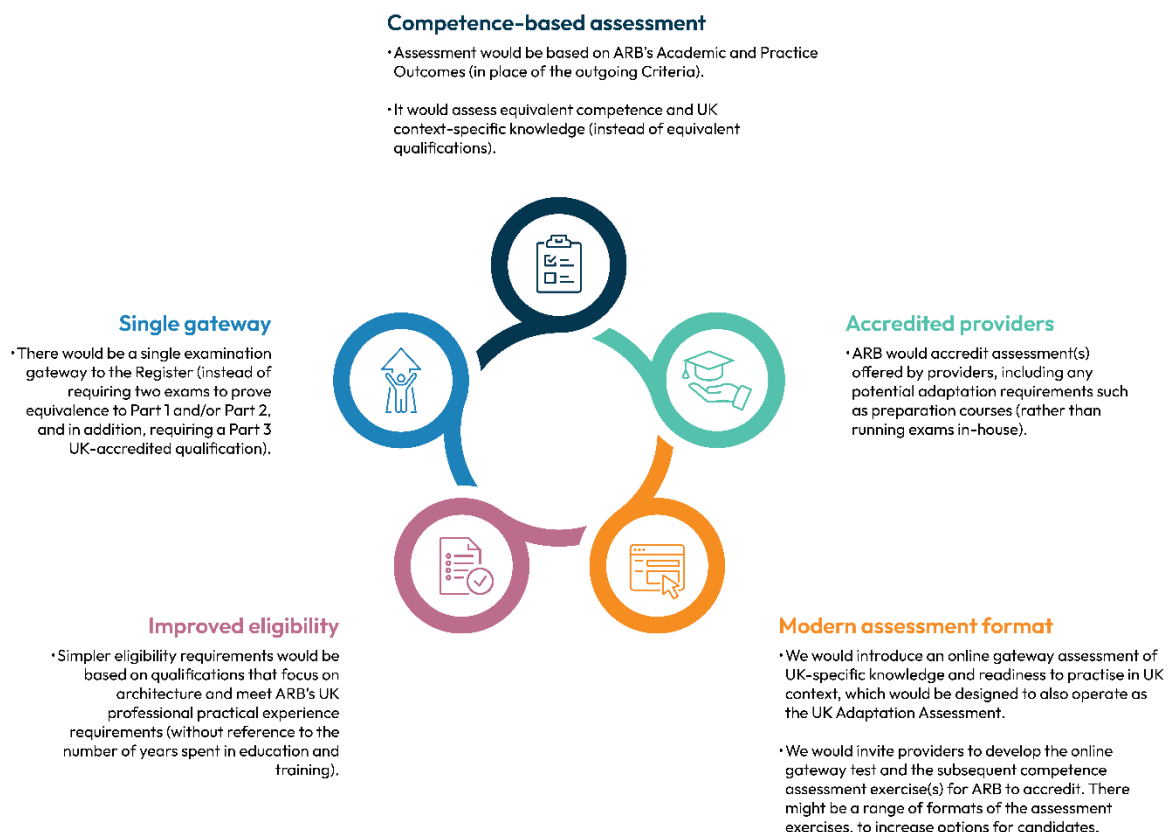 Competence-based assessment
• Assessment would be based on ARB's Academic and Practice
Outcomes (in place of the outgoing Criteria).
• It would assess equivalent competence and UK
context-specific knowledge (instead of equivalent
qualifications).
Single gateway
• There would be a single examination
gateway to the Register (instead of
requiring two exams to prove
equivalence to Part 1 and/or Part 2,
and in addition, requiring a Part 3
UK-accredited qualification).
Accredited providers
• ARB would accredit assessment(s)
offered by providers, including any
potential adaptation requirements such
as preparation courses (rather than
running exams in-house).
Improved eligibility
• Simpler eligibility requirements would be
based on qualifications that focus on
architecture and meet ARB's UK
professional practical experience
requirements (without reference to the
number of years spent in education and
training).
Modern assessment format
• We would introduce an online gateway assessment of
UK-specific knowledge and readiness to practise in UK
context, which would be designed to also operate as
the UK Adaptation Assessment.
• We would invite providers to develop the online
gateway test and the subsequent competence
assessment exercise(s) for ARB to accredit. There
might be a range of formats of the assessment
exercises, to increase options for candidates.